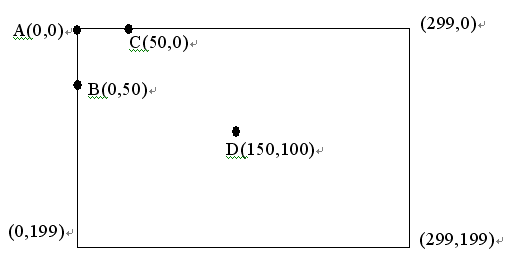 A(0,0)
C(50,0)
(299,0)
B(0,50)
D(150,100)
(0,199)
(299,199)